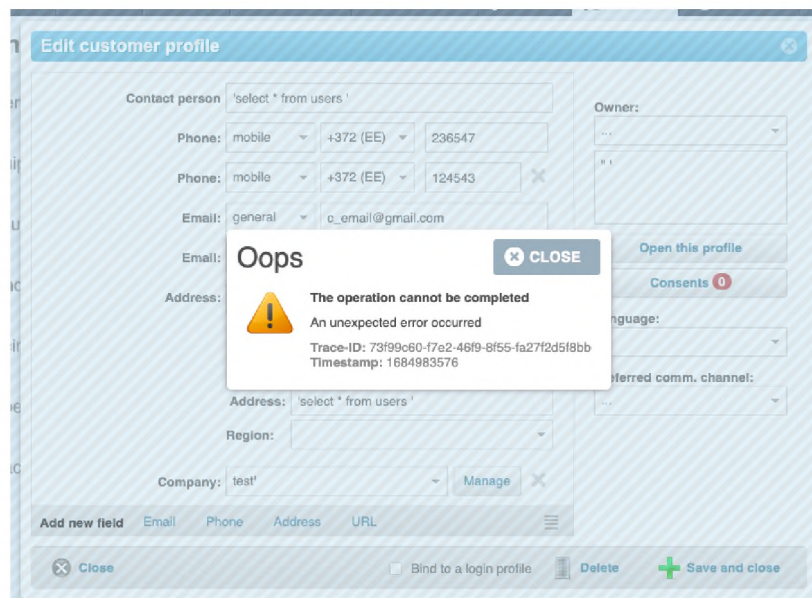 Edit customer profile
Contact person 'select * from users '
Phone: mobile +372 (EE) 236547
Phone: mobile +372 (EE) 124543
Email: general c_email@gmail.com
Email:
Address:
Owner:
...
" '
Open this profile
Consents 0
nguage:
eferred comm. channel:
...
Oops
CLOSE
The operation cannot be completed
An unexpected error occurred
Trace-ID: 73f99c60-f7e2-46f9-8f55-fa27f2d5f8bb
Timestamp: 1684983576
Address: 'select * from users '
Region:
Company: test' Manage
Add new field Email Phone Address URL
Close Bind to a login profile Delete Save and close